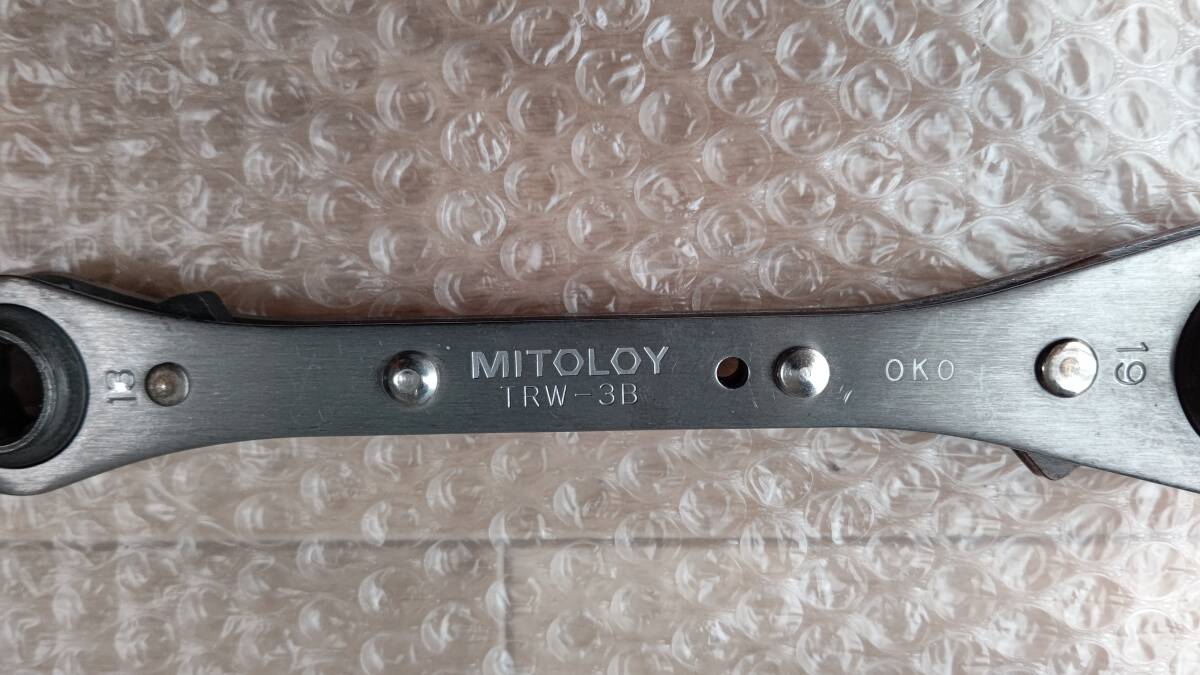 13
MITOLOY
TRW-3B
OKO
19